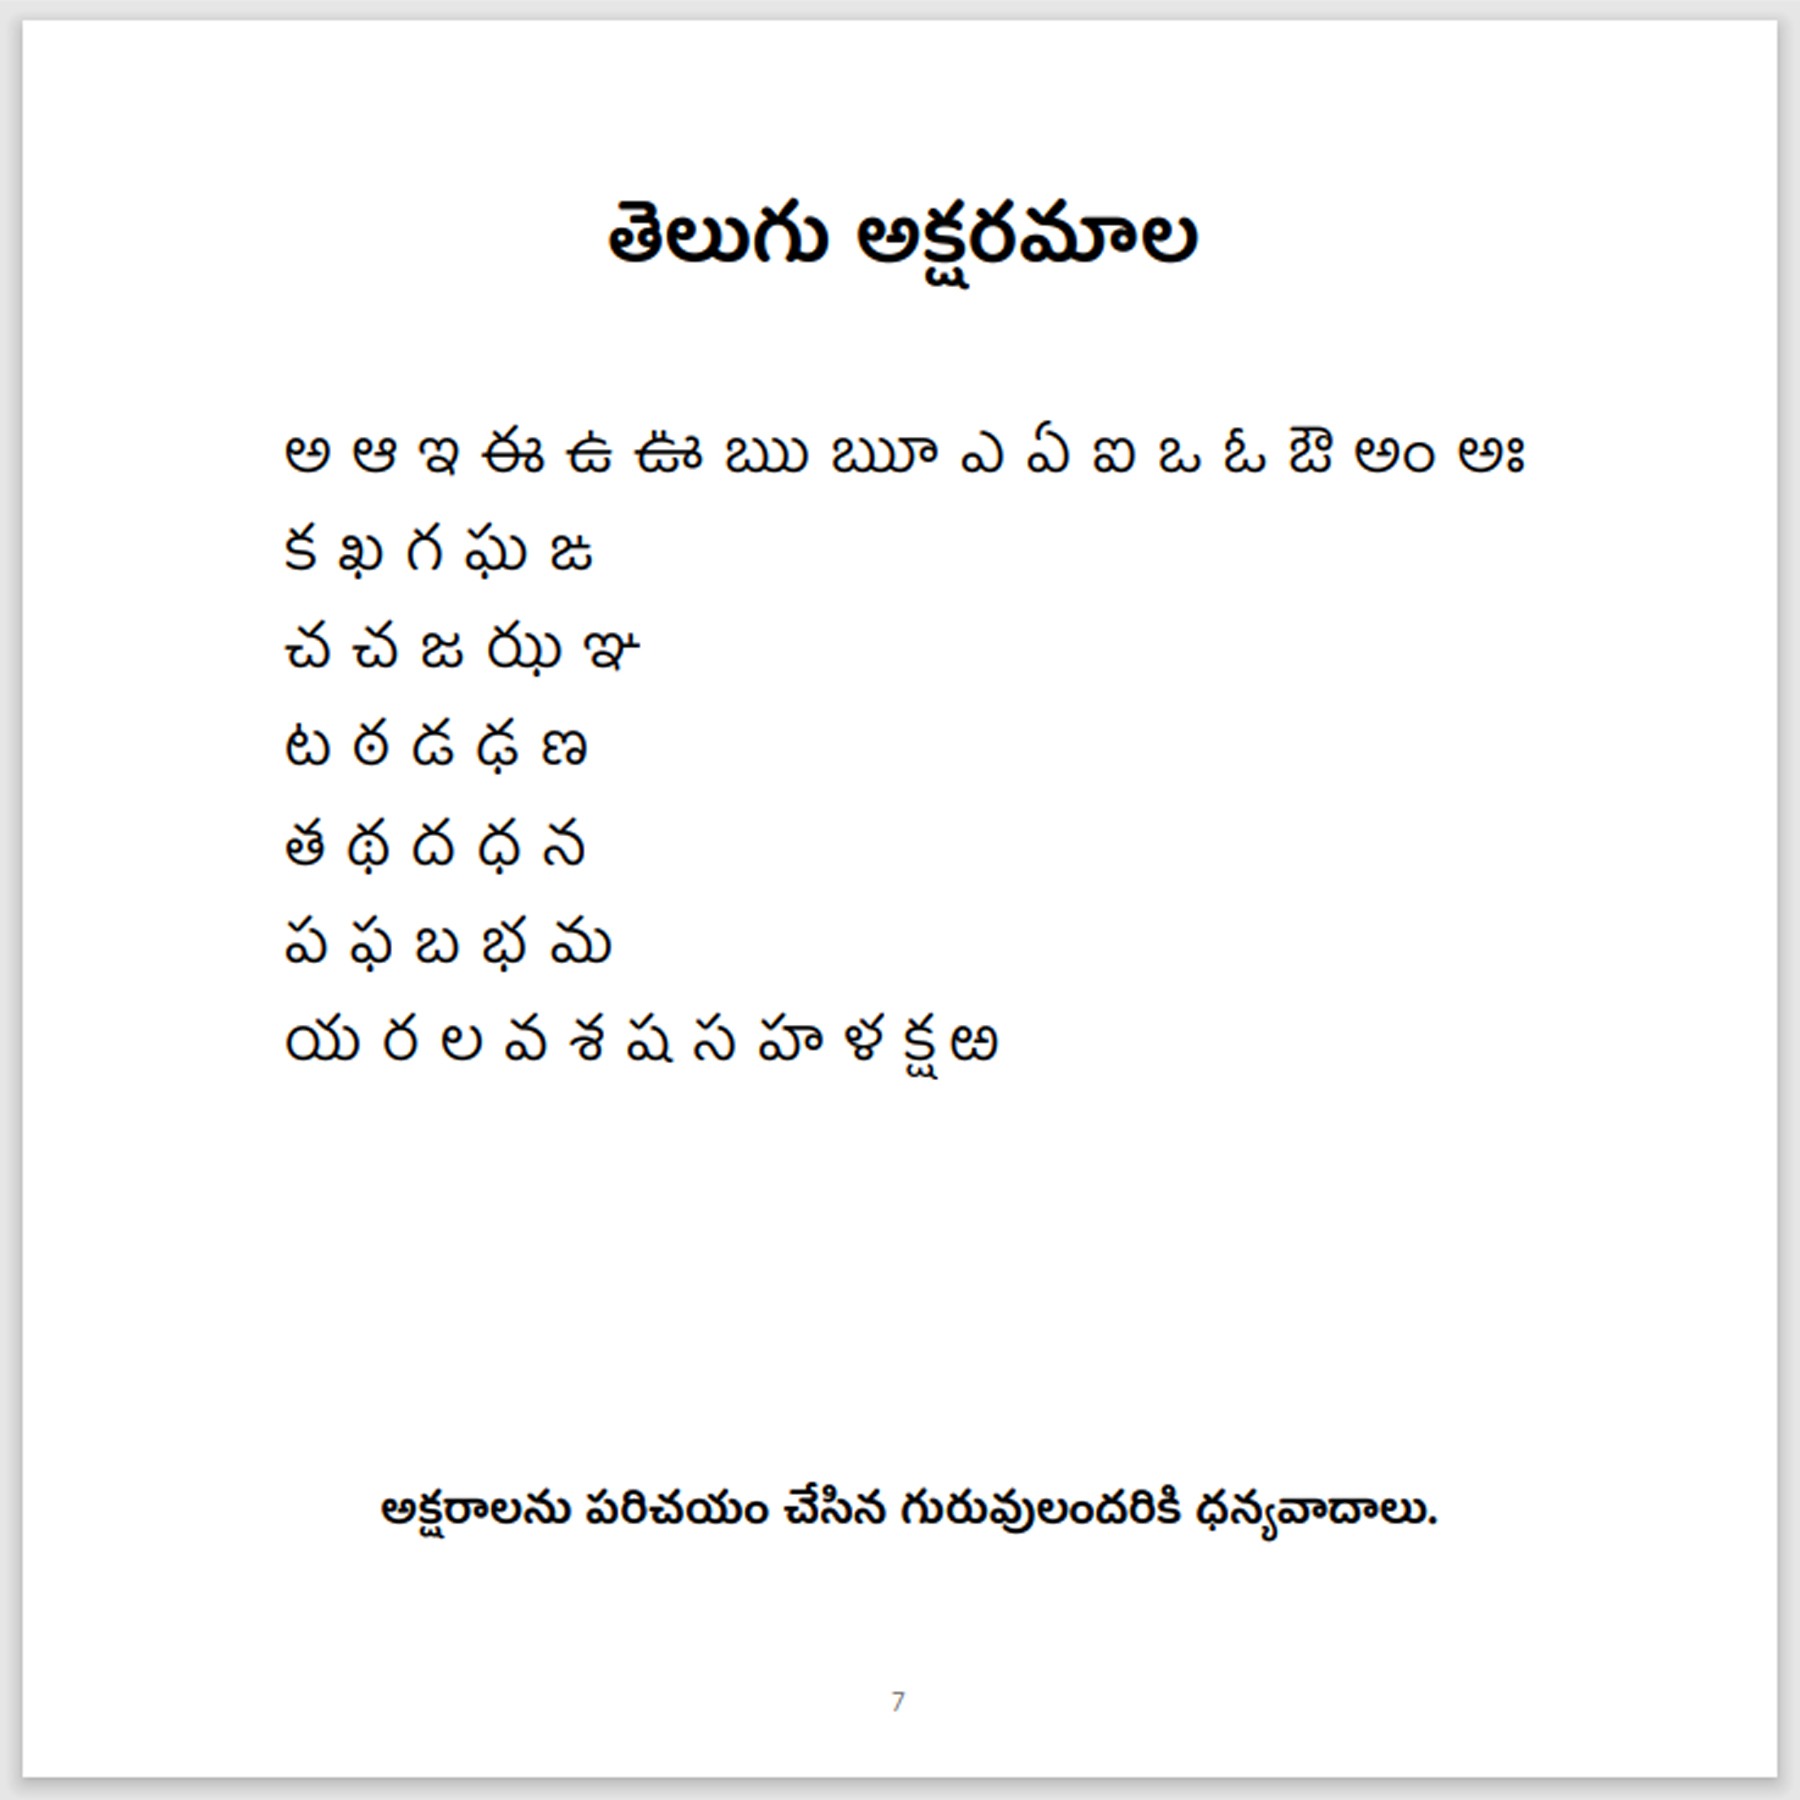 తెలుగు అక్షరమాల
అ ఆ ఇ ఈ ఉ ఊ ఋ ౠ ఎ ఏ ఐ ఒ ఓ ఔ అం అః
క ఖ గ ఘ ఙ
చ చ జ ఝ ఞ
ట ఠ డ ఢ ణ
త థ ద ధ న
ప ఫ బ భ మ
య ర ల వ శ ష స హ ళ క్ష ఱ
అక్షరాలను పరిచయం చేసిన గురువులందరికి ధన్యవాదాలు.
7